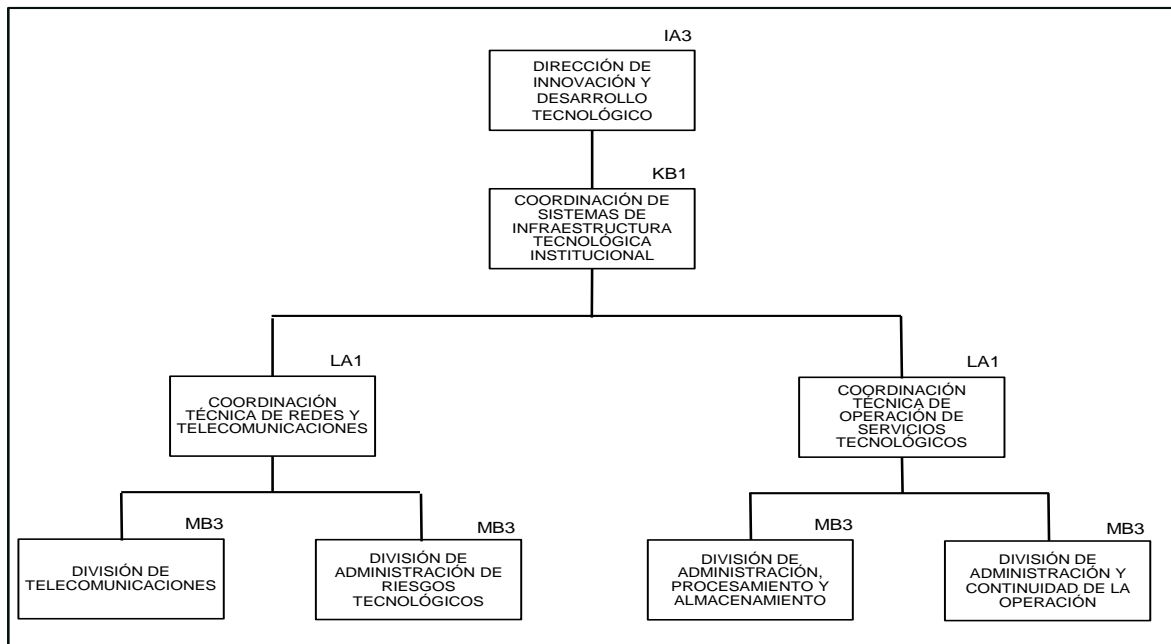 IA3
DIRECCIÓN DE
INNOVACIÓN Y
DESARROLLO
TECNOLÓGICO
KB1
COORDINACIÓN DE
SISTEMAS DE
INFRAESTRUCTURA
TECNOLÓGICA
INSTITUCIONAL
LA1
COORDINACIÓN
TÉCNICA DE REDES Y
TELECOMUNICACIONES
LA1
COORDINACIÓN
TÉCNICA DE
OPERACIÓN DE
SERVICIOS
TECNOLÓGICOS
MB3
DIVISIÓN DE
TELECOMUNICACIONES
MB3
DIVISIÓN DE
ADMINISTRACIÓN DE
RIESGOS
TECNOLÓGICOS
MB3
DIVISIÓN DE
ADMINISTRACIÓN,
PROCESAMIENTO Y
ALMACENAMIENTO
MB3
DIVISIÓN DE
ADMINISTRACIÓN Y
CONTINUIDAD DE LA
OPERACIÓN